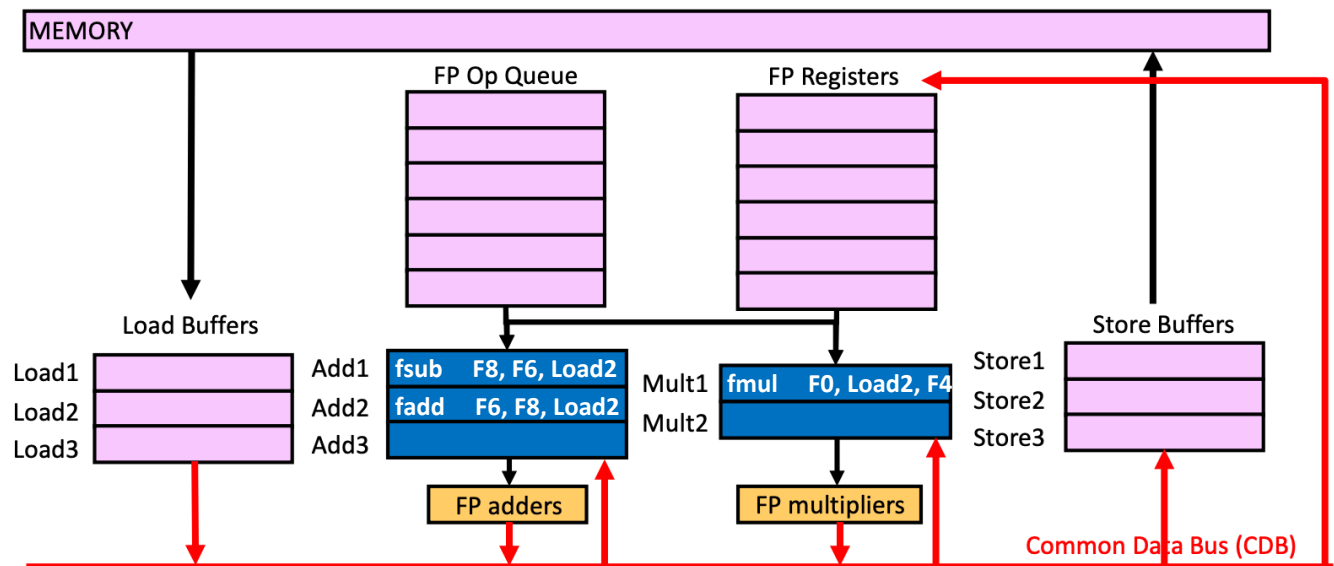 MEMORY
FP Op Queue
FP Registers
Load Buffers
Store Buffers
Load1
Load2
Load3
Add1
Add2
Add3
fsub F8, F6, Load2
fadd F6, F8, Load2
Mult1
Mult2
fmul F0, Load2, F4
Store1
Store2
Store3
FP adders
FP multipliers
Common Data Bus (CDB)